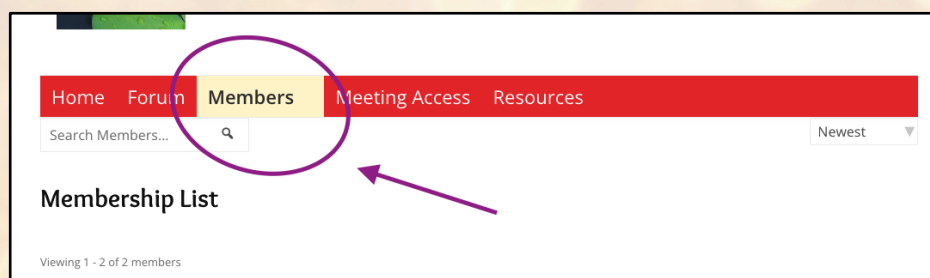 Home Forum Members Meeting Access Resources
Search Members... Newest
Membership List
Viewing 1 - 2 of 2 members